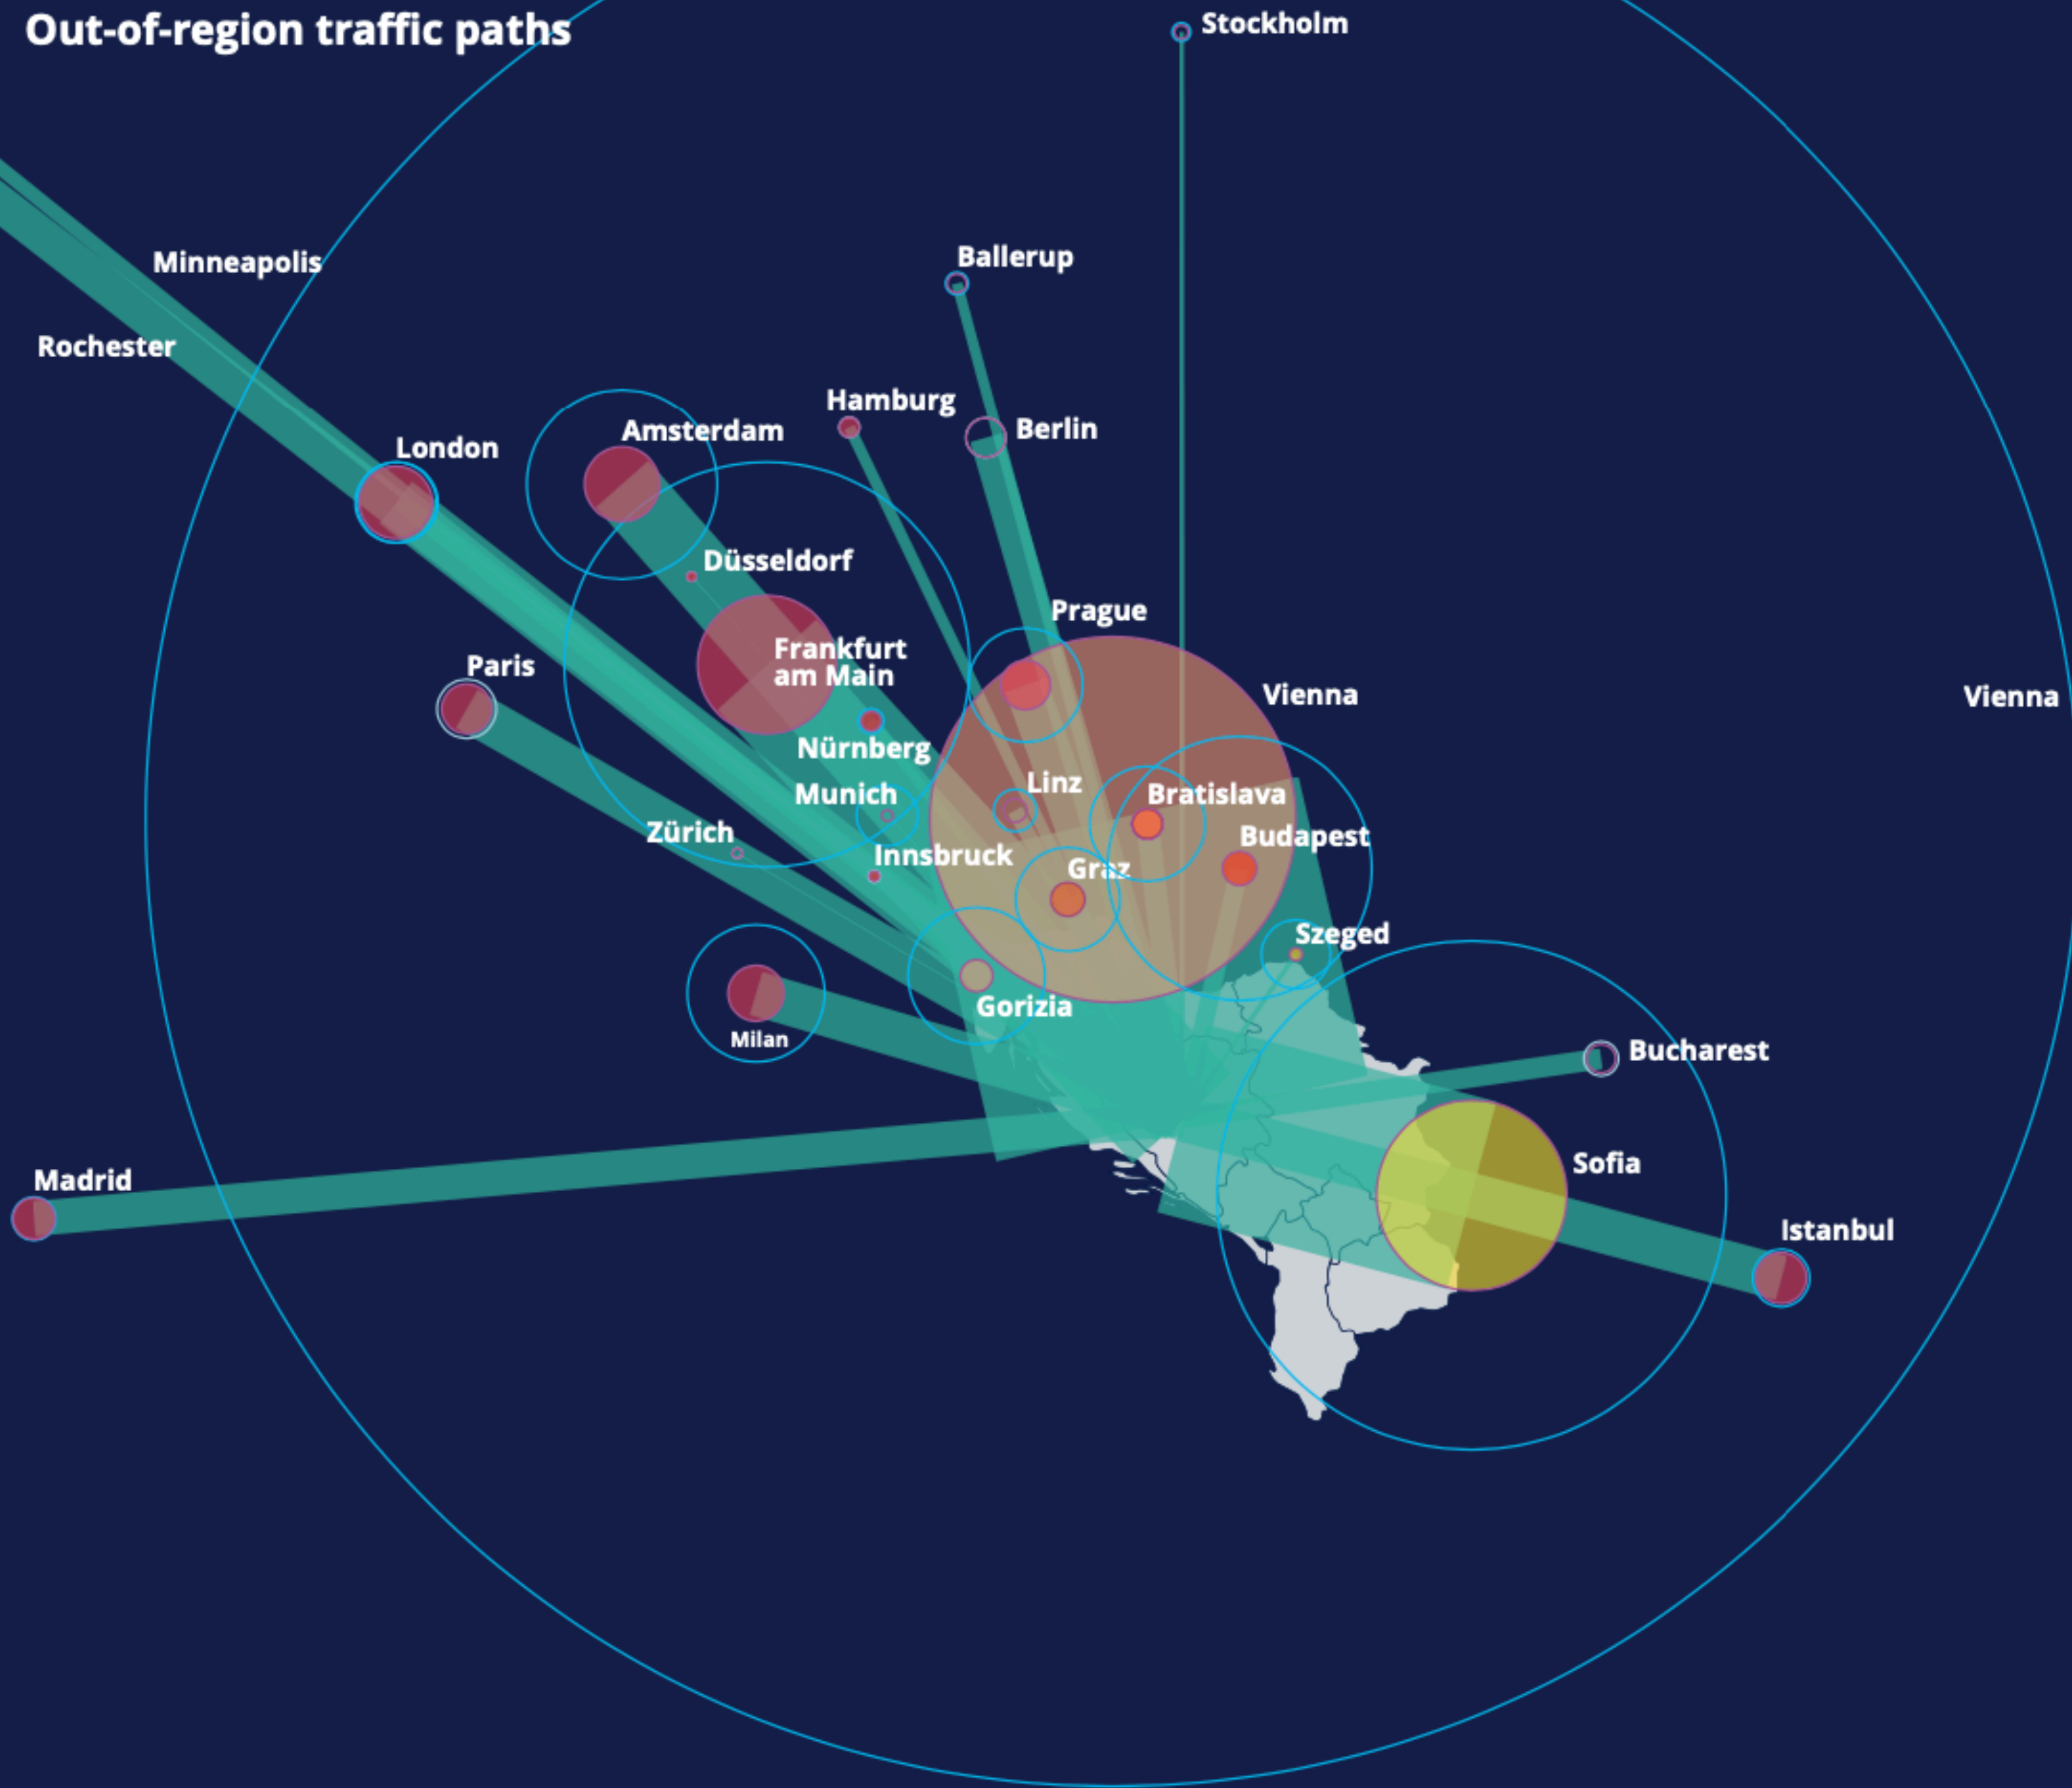 Out-of-region traffic paths
Stockholm
Minneapolis
Ballerup
Rochester
Hamburg
Amsterdam
Berlin
London
Düsseldorf
Prague
Frankfurt
am Main
Paris
Vienna
Vienna
Nürnberg
Linz
Munich
Bratislava
Zürich
Budapest
Innsbruck
Graz
Szeged
Gorizia
Milan
Bucharest
Sofia
Madrid
Istanbul